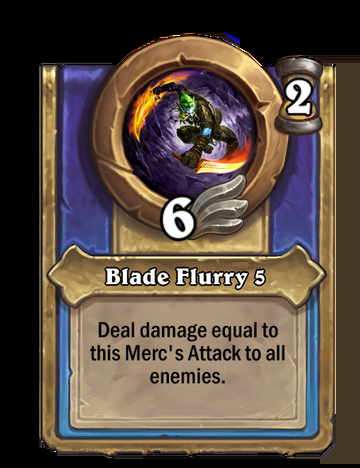 2
6
Blade Flurry 5
Deal damage equal to
this Merc's Attack to all
enemies.